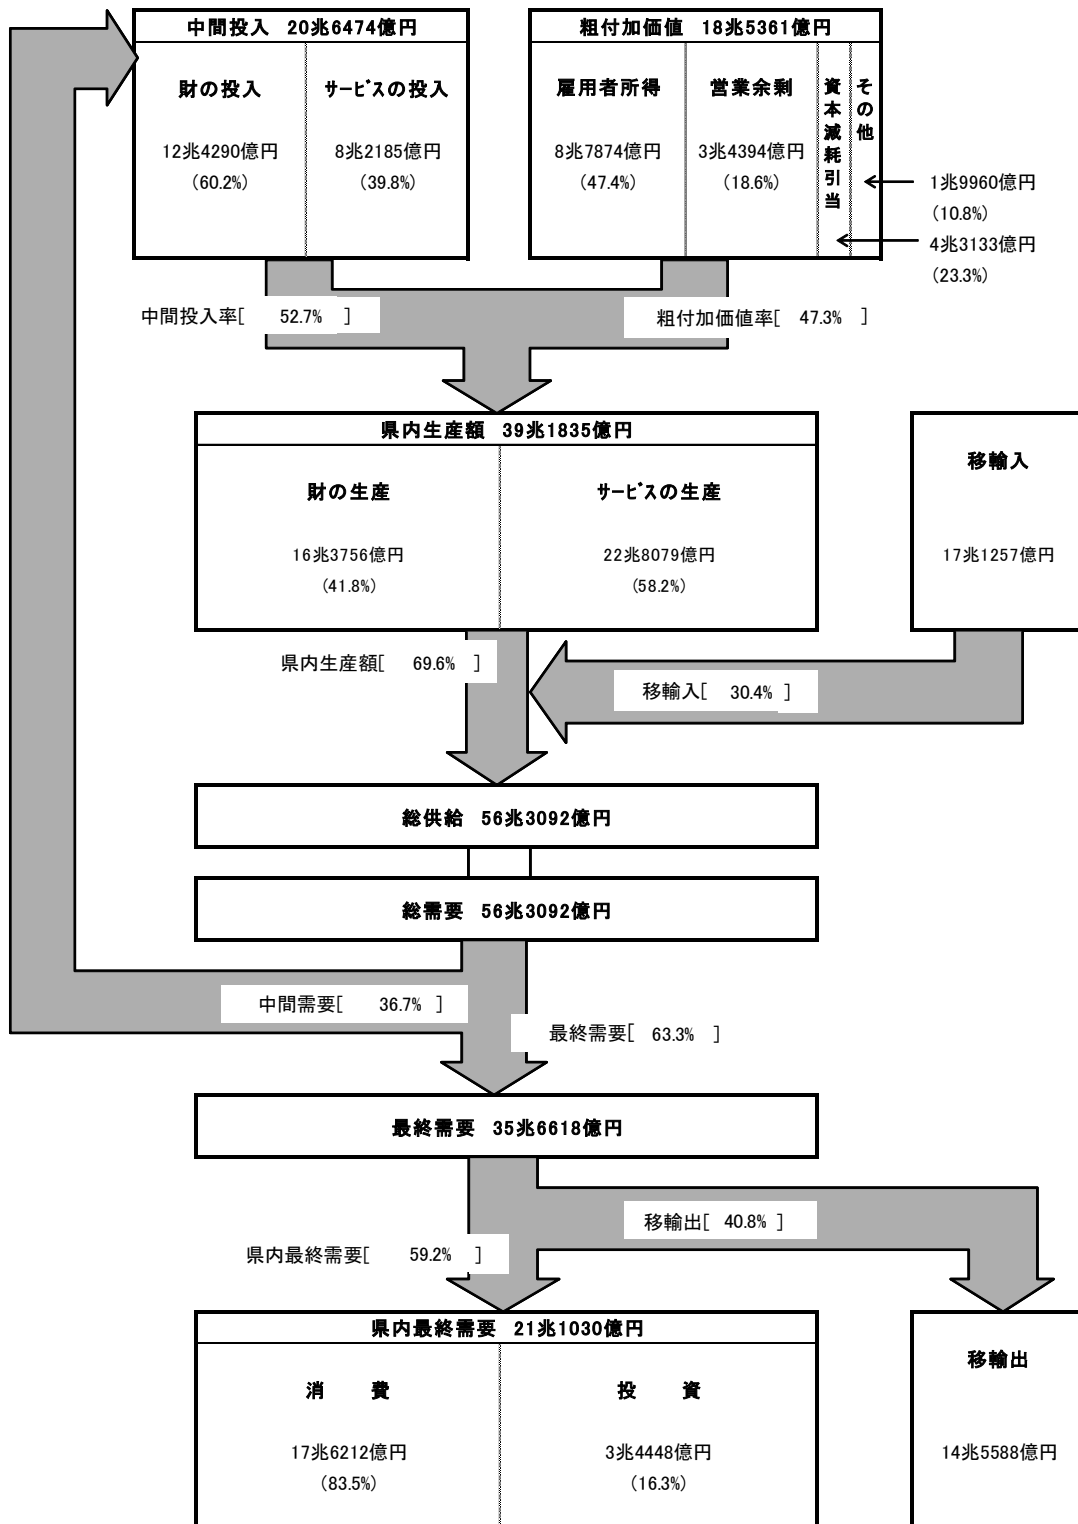 中間投入 20兆6474億円
粗付加価値 18兆5361億円
財の投入
サービスの投入
12兆4290億円
8兆2185億円
(60.2%)
(39.8%)
雇用者所得
営業余剰
資本減耗引当
その他
8兆7874億円
3兆4394億円
(47.4%)
(18.6%)
1兆9960億円
(10.8%)
4兆3133億円
(23.3%)
中間投入率[ 52.7% ]
粗付加価値率[ 47.3% ]
県内生産額 39兆1835億円
財の生産
サービスの生産
16兆3756億円
22兆8079億円
(41.8%)
(58.2%)
移輸入
17兆1257億円
県内生産額[ 69.6% ]
移輸入[ 30.4% ]
総供給 56兆3092億円
総需要 56兆3092億円
中間需要[ 36.7% ]
最終需要[ 63.3% ]
最終需要 35兆6618億円
移輸出[ 40.8% ]
県内最終需要[ 59.2% ]
県内最終需要 21兆1030億円
消 費
投 資
17兆6212億円
3兆4448億円
(83.5%)
(16.3%)
移輸出
14兆5588億円